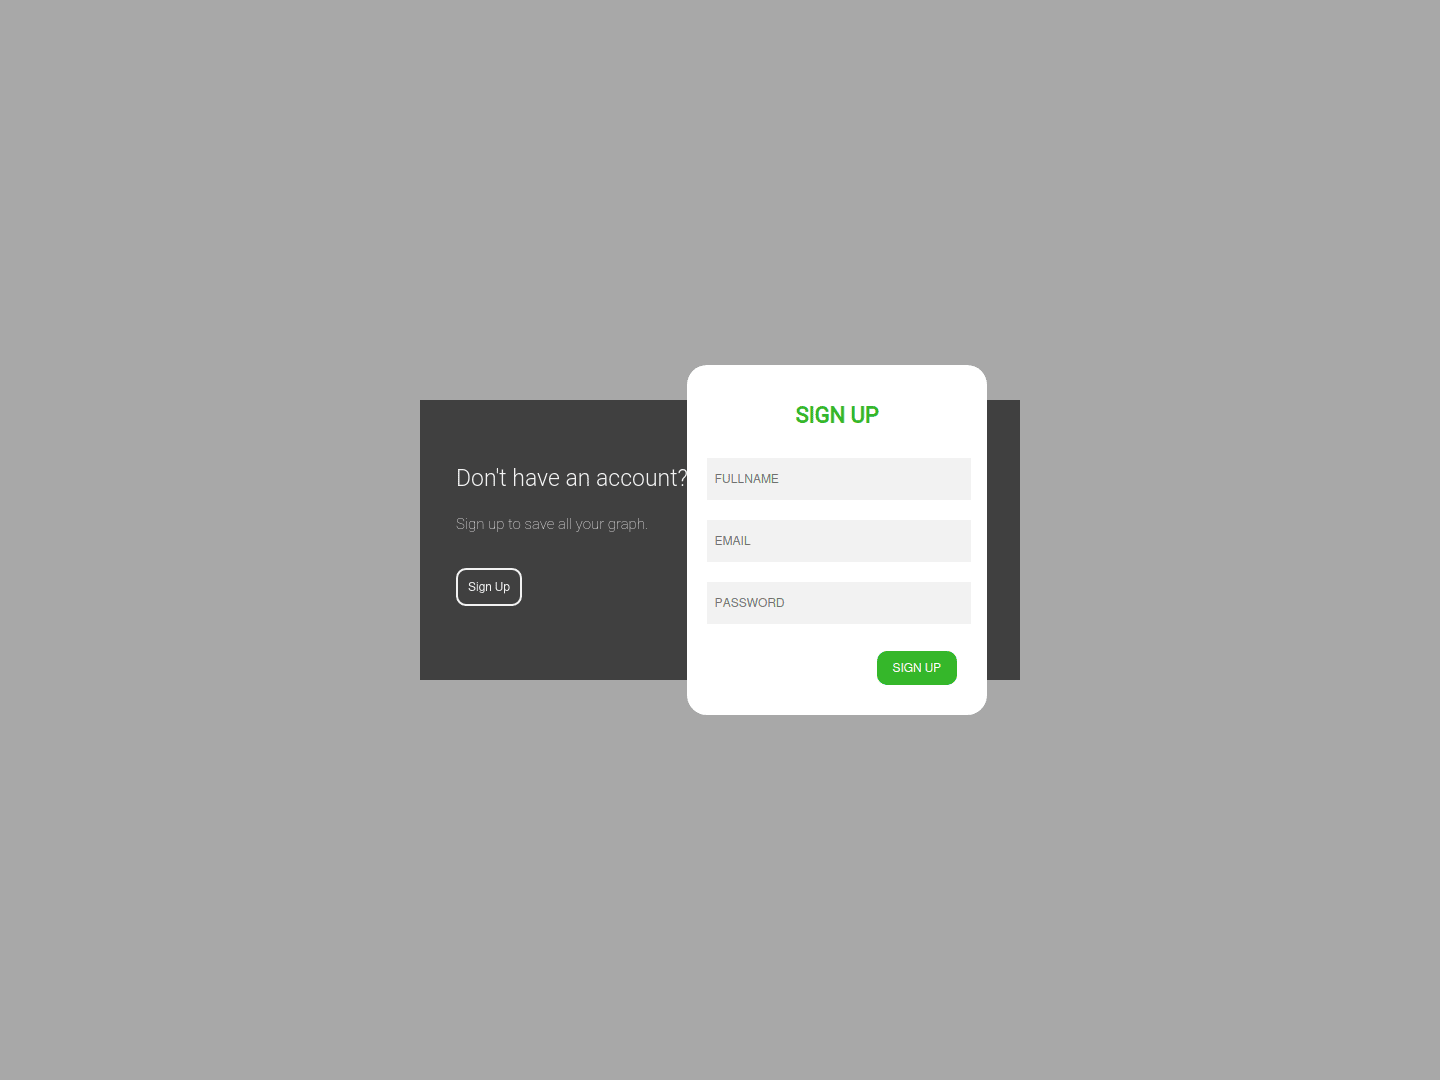 Don't have an account?
Sign up to save all your graph.
Sign Up
SIGN UP
FULLNAME
EMAIL
PASSWORD
SIGN UP